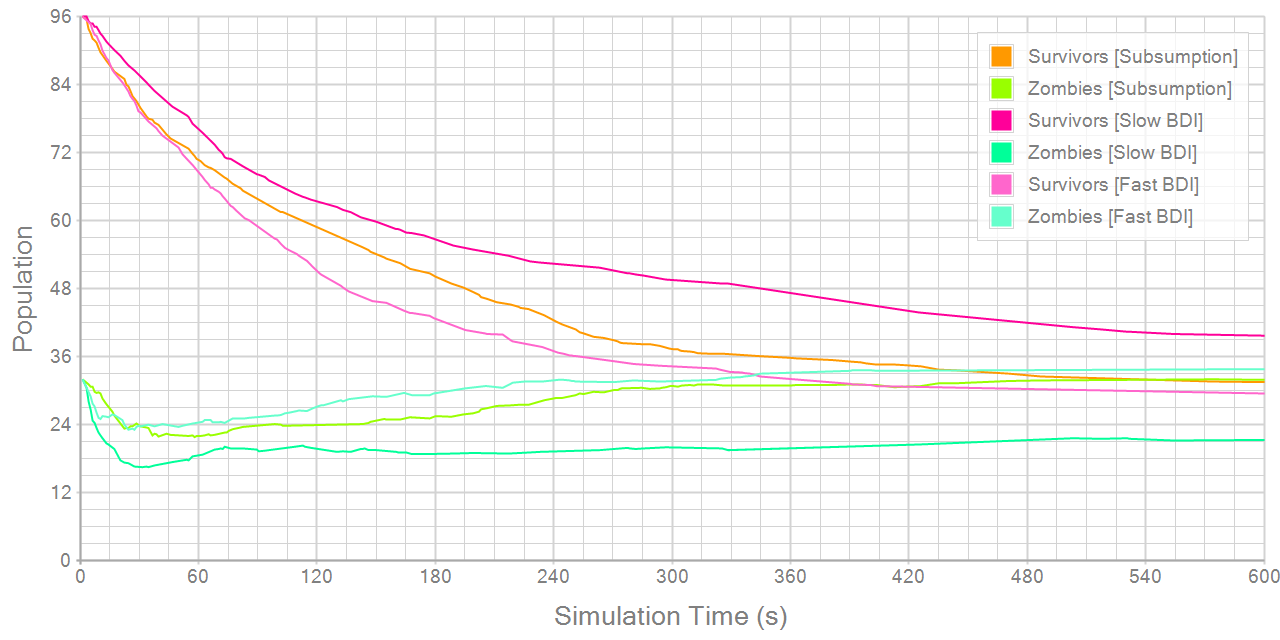 96
84
72
60
48
36
24
12
0
Population
0 60 120 180 240 300 360 420 480 540 600
Simulation Time (s)
Survivors [Subsumption]
Zombies [Subsumption]
Survivors [Slow BDI]
Zombies [Slow BDI]
Survivors [Fast BDI]
Zombies [Fast BDI]